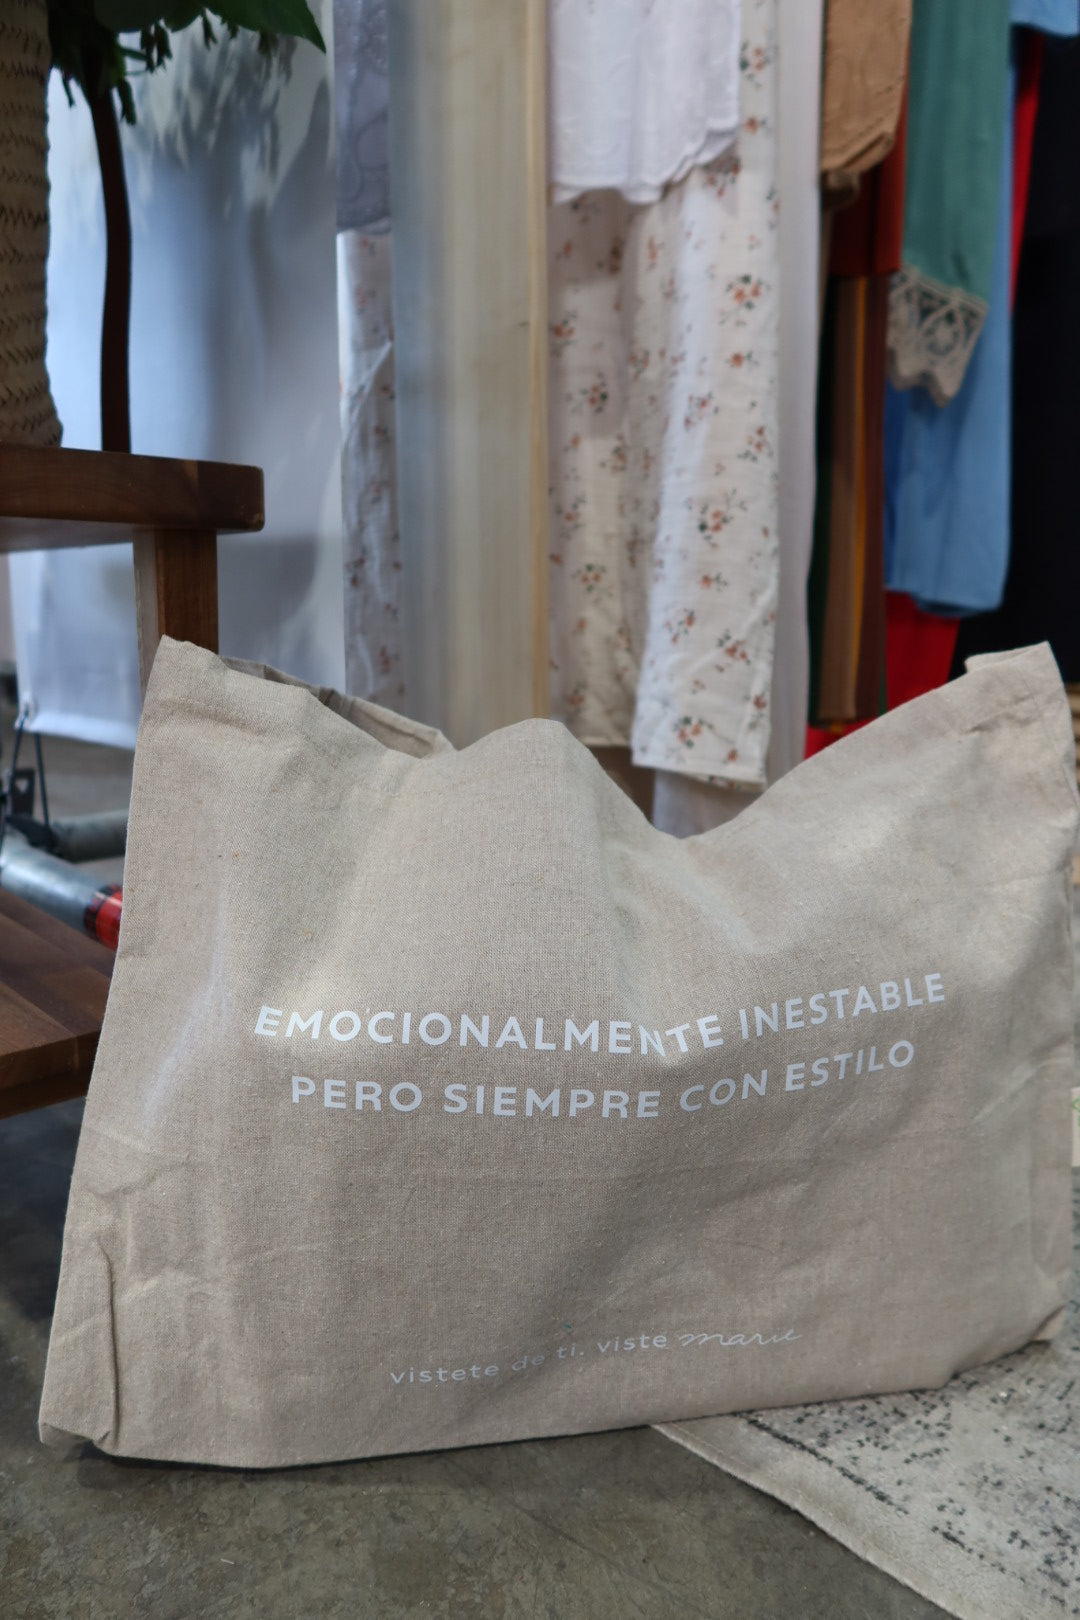 EMOCIONALMENTE INESTABLE
PERO SIEMPRE CON ESTILO
vistete de ti. viste marie